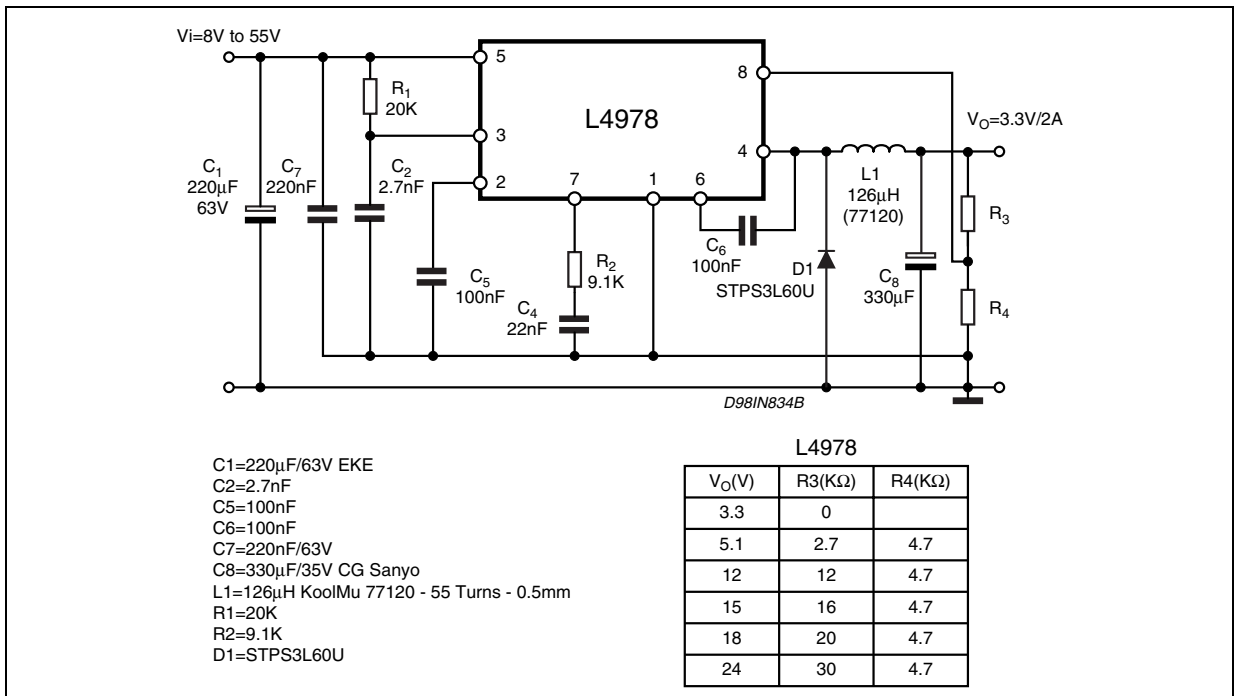 Vi=8V to 55V
5
R1
20K
8
L4978
VO=3.3V/2A
3
4
C1
220μF
63V
C7
220nF
C2
2.7nF
2
7
1
6
L1
126μH
(77120)
R3
C6
100nF
R2
9.1K
D1
STPS3L60U
C8
330μF
C5
100nF
C4
22nF
R4
D98IN834B
C1=220μF/63V EKE
C2=2.7nF
C5=100nF
C6=100nF
C7=220nF/63V
C8=330μF/35V CG Sanyo
L1=126μH KoolMu 77120 - 55 Turns - 0.5mm
R1=20K
R2=9.1K
D1=STPS3L60U
L4978
VO(V) R3(KΩ) R4(KΩ)
3.3 0
5.1 2.7 4.7
12 12 4.7
15 16 4.7
18 20 4.7
24 30 4.7